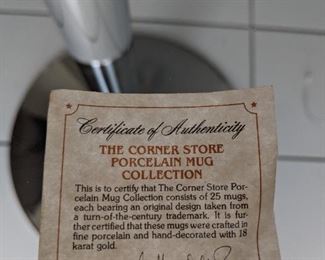 Certificate of Authenticity
THE CORNER STORE
PORCELAIN MUG
COLLECTION
This is to certify that The Corner Store Por-
celain Mug Collection consists of 25 mugs,
each bearing an original design taken from
a turn-of-the-century trademark. It is fur-
ther certified that these mugs were crafted in
fine porcelain and hand-decorated with 18
karat gold.